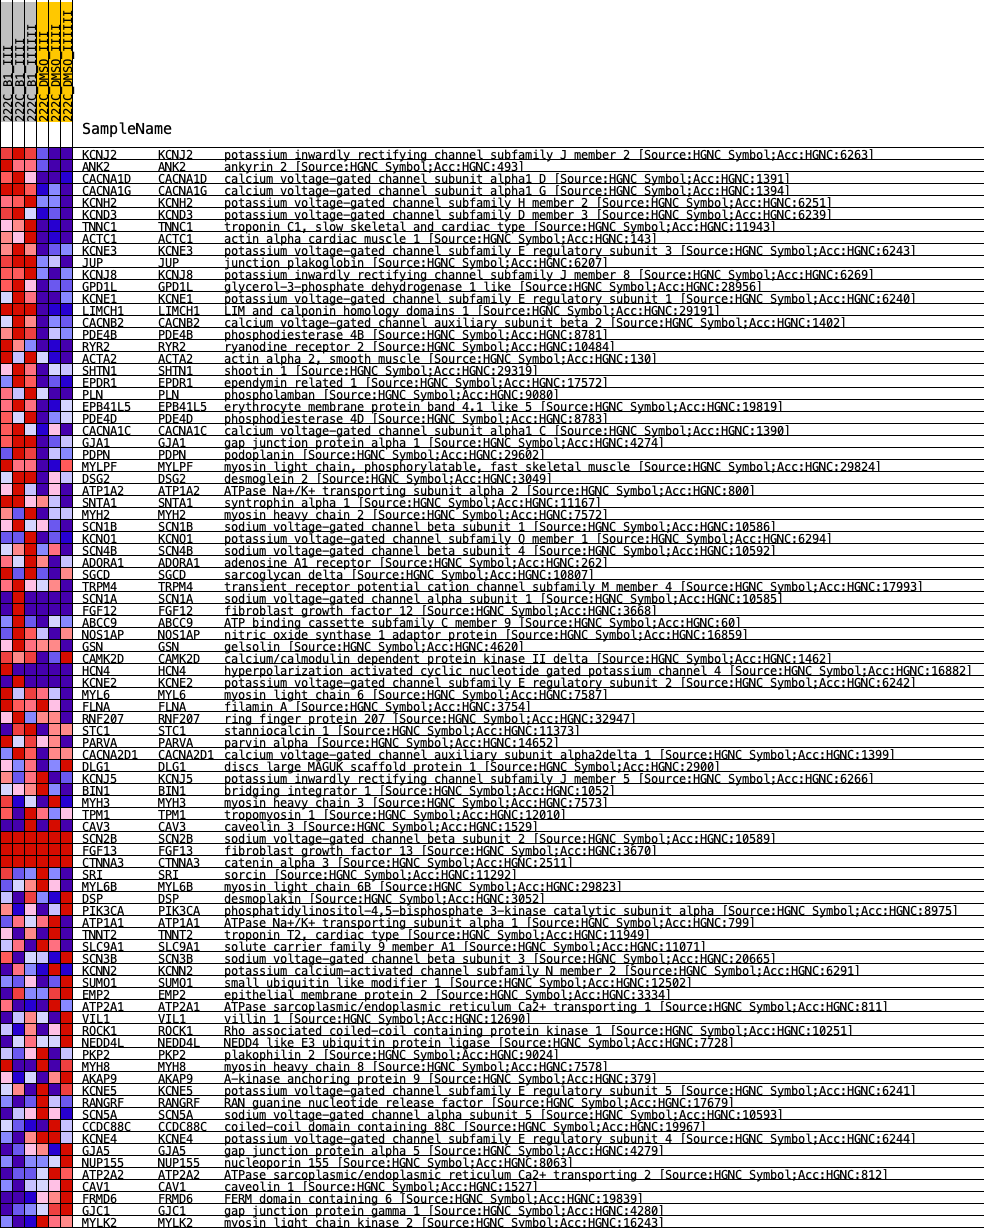 222C_B1_III
222C_B1_IIII
222C_B1_IIIIII
222C_DMSO_III
222C_DMSO_IIII
222C_DMSO_IIIIII
SampleName
KCNJ2 KCNJ2 potassium inwardly rectifying channel subfamily J member 2 [Source:HGNC Symbol;Acc:HGNC:6263]
ANK2 ANK2 ankyrin 2 [Source:HGNC Symbol;Acc:HGNC:493]
CACNA1D CACNA1D calcium voltage-gated channel subunit alpha1 D [Source:HGNC Symbol;Acc:HGNC:1391]
CACNA1G CACNA1G calcium voltage-gated channel subunit alpha1 G [Source:HGNC Symbol;Acc:HGNC:1394]
KCNH2 KCNH2 potassium voltage-gated channel subfamily H member 2 [Source:HGNC Symbol;Acc:HGNC:6251]
KCND3 KCND3 potassium voltage-gated channel subfamily D member 3 [Source:HGNC Symbol;Acc:HGNC:6239]
TNNC1 TNNC1 troponin C1, slow skeletal and cardiac type [Source:HGNC Symbol;Acc:HGNC:11943]
ACTC1 ACTC1 actin alpha cardiac muscle 1 [Source:HGNC Symbol;Acc:HGNC:143]
KCNE3 KCNE3 potassium voltage-gated channel subfamily E regulatory subunit 3 [Source:HGNC Symbol;Acc:HGNC:6243]
JUP JUP junction plakoglobin [Source:HGNC Symbol;Acc:HGNC:6207]
KCNJ8 KCNJ8 potassium inwardly rectifying channel subfamily J member 8 [Source:HGNC Symbol;Acc:HGNC:6269]
GPD1L GPD1L glycerol-3-phosphate dehydrogenase 1 like [Source:HGNC Symbol;Acc:HGNC:28956]
KCNE1 KCNE1 potassium voltage-gated channel subfamily E regulatory subunit 1 [Source:HGNC Symbol;Acc:HGNC:6240]
LIMCH1 LIMCH1 LIM and calponin homology domains 1 [Source:HGNC Symbol;Acc:HGNC:29191]
CACNB2 CACNB2 calcium voltage-gated channel auxiliary subunit beta 2 [Source:HGNC Symbol;Acc:HGNC:1402]
PDE4B PDE4B phosphodiesterase 4B [Source:HGNC Symbol;Acc:HGNC:8781]
RYR2 RYR2 ryanodine receptor 2 [Source:HGNC Symbol;Acc:HGNC:10484]
ACTA2 ACTA2 actin alpha 2, smooth muscle [Source:HGNC Symbol;Acc:HGNC:130]
SHTN1 SHTN1 shootin 1 [Source:HGNC Symbol;Acc:HGNC:29319]
EPDR1 EPDR1 ependymin related 1 [Source:HGNC Symbol;Acc:HGNC:17572]
PLN PLN phospholamban [Source:HGNC Symbol;Acc:HGNC:9080]
EPB41L5 EPB41L5 erythrocyte membrane protein band 4.1 like 5 [Source:HGNC Symbol;Acc:HGNC:19819]
PDE4D PDE4D phosphodiesterase 4D [Source:HGNC Symbol;Acc:HGNC:8783]
CACNA1C CACNA1C calcium voltage-gated channel subunit alpha1 C [Source:HGNC Symbol;Acc:HGNC:1390]
GJA1 GJA1 gap junction protein alpha 1 [Source:HGNC Symbol;Acc:HGNC:4274]
PDPN PDPN podoplanin [Source:HGNC Symbol;Acc:HGNC:29602]
MYLPF MYLPF myosin light chain, phosphorylatable, fast skeletal muscle [Source:HGNC Symbol;Acc:HGNC:29824]
DSG2 DSG2 desmoglein 2 [Source:HGNC Symbol;Acc:HGNC:3049]
ATP1A2 ATP1A2 ATPase Na+/K+ transporting subunit alpha 2 [Source:HGNC Symbol;Acc:HGNC:800]
SNTA1 SNTA1 syntrophin alpha 1 [Source:HGNC Symbol;Acc:HGNC:11167]
MYH2 MYH2 myosin heavy chain 2 [Source:HGNC Symbol;Acc:HGNC:7572]
SCN1B SCN1B sodium voltage-gated channel beta subunit 1 [Source:HGNC Symbol;Acc:HGNC:10586]
KCNQ1 KCNQ1 potassium voltage-gated channel subfamily Q member 1 [Source:HGNC Symbol;Acc:HGNC:6294]
SCN4B SCN4B sodium voltage-gated channel beta subunit 4 [Source:HGNC Symbol;Acc:HGNC:10592]
ADORA1 ADORA1 adenosine A1 receptor [Source:HGNC Symbol;Acc:HGNC:262]
SGCD SGCD sarcoglycan delta [Source:HGNC Symbol;Acc:HGNC:10807]
TRPM4 TRPM4 transient receptor potential cation channel subfamily M member 4 [Source:HGNC Symbol;Acc:HGNC:17993]
SCN1A SCN1A sodium voltage-gated channel alpha subunit 1 [Source:HGNC Symbol;Acc:HGNC:10585]
FGF12 FGF12 fibroblast growth factor 12 [Source:HGNC Symbol;Acc:HGNC:3668]
ABCC9 ABCC9 ATP binding cassette subfamily C member 9 [Source:HGNC Symbol;Acc:HGNC:60]
NOS1AP NOS1AP nitric oxide synthase 1 adaptor protein [Source:HGNC Symbol;Acc:HGNC:16859]
GSN GSN gelsolin [Source:HGNC Symbol;Acc:HGNC:4620]
CAMK2D CAMK2D calcium/calmodulin dependent protein kinase II delta [Source:HGNC Symbol;Acc:HGNC:1462]
HCN4 HCN4 hyperpolarization activated cyclic nucleotide gated potassium channel 4 [Source:HGNC Symbol;Acc:HGNC:16882]
KCNE2 KCNE2 potassium voltage-gated channel subfamily E regulatory subunit 2 [Source:HGNC Symbol;Acc:HGNC:6242]
MYL6 MYL6 myosin light chain 6 [Source:HGNC Symbol;Acc:HGNC:7587]
FLNA FLNA filamin A [Source:HGNC Symbol;Acc:HGNC:3754]
RNF207 RNF207 ring finger protein 207 [Source:HGNC Symbol;Acc:HGNC:32947]
STC1 STC1 stanniocalcin 1 [Source:HGNC Symbol;Acc:HGNC:11373]
PARVA PARVA parvin alpha [Source:HGNC Symbol;Acc:HGNC:14652]
CACNA2D1 CACNA2D1 calcium voltage-gated channel auxiliary subunit alpha2delta 1 [Source:HGNC Symbol;Acc:HGNC:1399]
DLG1 DLG1 discs large MAGUK scaffold protein 1 [Source:HGNC Symbol;Acc:HGNC:2900]
KCNJ5 KCNJ5 potassium inwardly rectifying channel subfamily J member 5 [Source:HGNC Symbol;Acc:HGNC:6266]
BIN1 BIN1 bridging integrator 1 [Source:HGNC Symbol;Acc:HGNC:1052]
MYH3 MYH3 myosin heavy chain 3 [Source:HGNC Symbol;Acc:HGNC:7573]
TPM1 TPM1 tropomyosin 1 [Source:HGNC Symbol;Acc:HGNC:12010]
CAV3 CAV3 caveolin 3 [Source:HGNC Symbol;Acc:HGNC:1529]
SCN2B SCN2B sodium voltage-gated channel beta subunit 2 [Source:HGNC Symbol;Acc:HGNC:10589]
FGF13 FGF13 fibroblast growth factor 13 [Source:HGNC Symbol;Acc:HGNC:3670]
CTNNA3 CTNNA3 catenin alpha 3 [Source:HGNC Symbol;Acc:HGNC:2511]
SRI SRI sorcin [Source:HGNC Symbol;Acc:HGNC:11292]
MYL6B MYL6B myosin light chain 6B [Source:HGNC Symbol;Acc:HGNC:29823]
DSP DSP desmoplakin [Source:HGNC Symbol;Acc:HGNC:3052]
PIK3CA PIK3CA phosphatidylinositol-4,5-bisphosphate 3-kinase catalytic subunit alpha [Source:HGNC Symbol;Acc:HGNC:8975]
ATP1A1 ATP1A1 ATPase Na+/K+ transporting subunit alpha 1 [Source:HGNC Symbol;Acc:HGNC:799]
TNNT2 TNNT2 troponin T2, cardiac type [Source:HGNC Symbol;Acc:HGNC:11949]
SLC9A1 SLC9A1 solute carrier family 9 member A1 [Source:HGNC Symbol;Acc:HGNC:11071]
SCN3B SCN3B sodium voltage-gated channel beta subunit 3 [Source:HGNC Symbol;Acc:HGNC:20665]
KCNN2 KCNN2 potassium calcium-activated channel subfamily N member 2 [Source:HGNC Symbol;Acc:HGNC:6291]
SUMO1 SUMO1 small ubiquitin like modifier 1 [Source:HGNC Symbol;Acc:HGNC:12502]
EMP2 EMP2 epithelial membrane protein 2 [Source:HGNC Symbol;Acc:HGNC:3334]
ATP2A1 ATP2A1 ATPase sarcoplasmic/endoplasmic reticulum Ca2+ transporting 1 [Source:HGNC Symbol;Acc:HGNC:811]
VIL1 VIL1 villin 1 [Source:HGNC Symbol;Acc:HGNC:12690]
ROCK1 ROCK1 Rho associated coiled-coil containing protein kinase 1 [Source:HGNC Symbol;Acc:HGNC:10251]
NEDD4L NEDD4L NEDD4 like E3 ubiquitin protein ligase [Source:HGNC Symbol;Acc:HGNC:7728]
PKP2 PKP2 plakophilin 2 [Source:HGNC Symbol;Acc:HGNC:9024]
MYH8 MYH8 myosin heavy chain 8 [Source:HGNC Symbol;Acc:HGNC:7578]
AKAP9 AKAP9 A-kinase anchoring protein 9 [Source:HGNC Symbol;Acc:HGNC:379]
KCNE5 KCNE5 potassium voltage-gated channel subfamily E regulatory subunit 5 [Source:HGNC Symbol;Acc:HGNC:6241]
RANGRF RANGRF RAN guanine nucleotide release factor [Source:HGNC Symbol;Acc:HGNC:17679]
SCN5A SCN5A sodium voltage-gated channel alpha subunit 5 [Source:HGNC Symbol;Acc:HGNC:10593]
CCDC88C CCDC88C coiled-coil domain containing 88C [Source:HGNC Symbol;Acc:HGNC:19967]
KCNE4 KCNE4 potassium voltage-gated channel subfamily E regulatory subunit 4 [Source:HGNC Symbol;Acc:HGNC:6244]
GJA5 GJA5 gap junction protein alpha 5 [Source:HGNC Symbol;Acc:HGNC:4279]
NUP155 NUP155 nucleoporin 155 [Source:HGNC Symbol;Acc:HGNC:8063]
ATP2A2 ATP2A2 ATPase sarcoplasmic/endoplasmic reticulum Ca2+ transporting 2 [Source:HGNC Symbol;Acc:HGNC:812]
CAV1 CAV1 caveolin 1 [Source:HGNC Symbol;Acc:HGNC:1527]
FRMD6 FRMD6 FERM domain containing 6 [Source:HGNC Symbol;Acc:HGNC:19839]
GJC1 GJC1 gap junction protein gamma 1 [Source:HGNC Symbol;Acc:HGNC:4280]
MYLK2 MYLK2 myosin light chain kinase 2 [Source:HGNC Symbol;Acc:HGNC:16243]